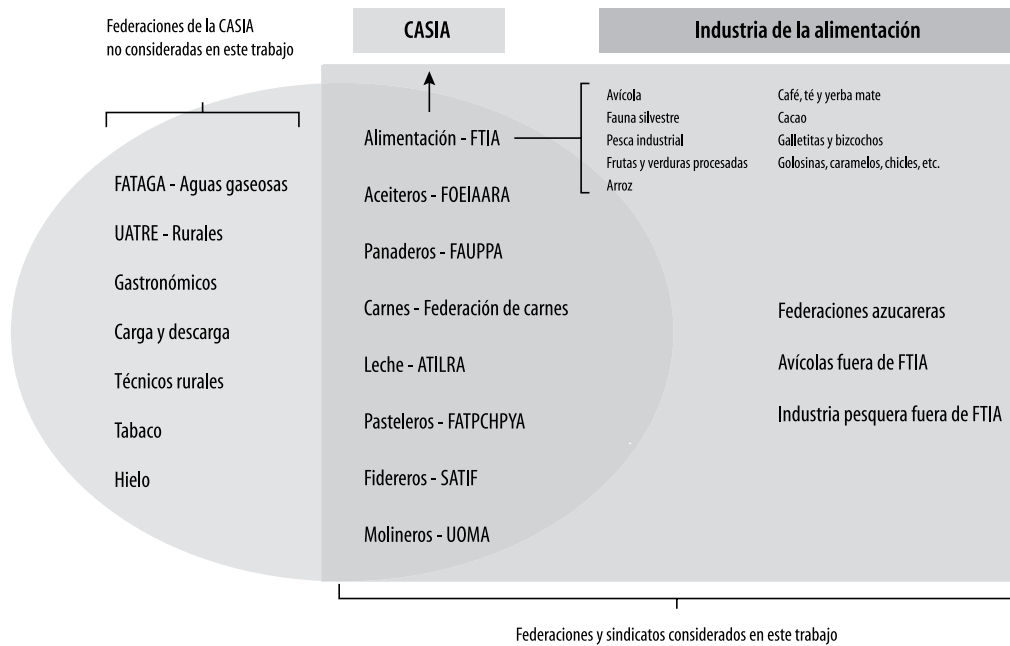 Federaciones de la CASIA
no consideradas en este trabajo
CASIA
Industria de la alimentación
FATAGA - Aguas gaseosas
UATRE - Rurales
Gastronómicos
Carga y descarga
Técnicos rurales
Tabaco
Hielo
Alimentación - FTIA
Aceiteros - FOEIAARA
Panaderos - FAUPPA
Carnes - Federación de carnes
Leche - ATILRA
Pasteleros - FATPCHPYA
Fidereros - SATIF
Molineros - UOMA
Avícola
Fauna silvestre
Pesca industrial
Frutas y verduras procesadas
Arroz
Café, té y yerba mate
Cacao
Galletitas y bizcochos
Golosinas, caramelos, chicles, etc.
Federaciones azucareras
Avícolas fuera de FTIA
Industria pesquera fuera de FTIA
Federaciones y sindicatos considerados en este trabajo